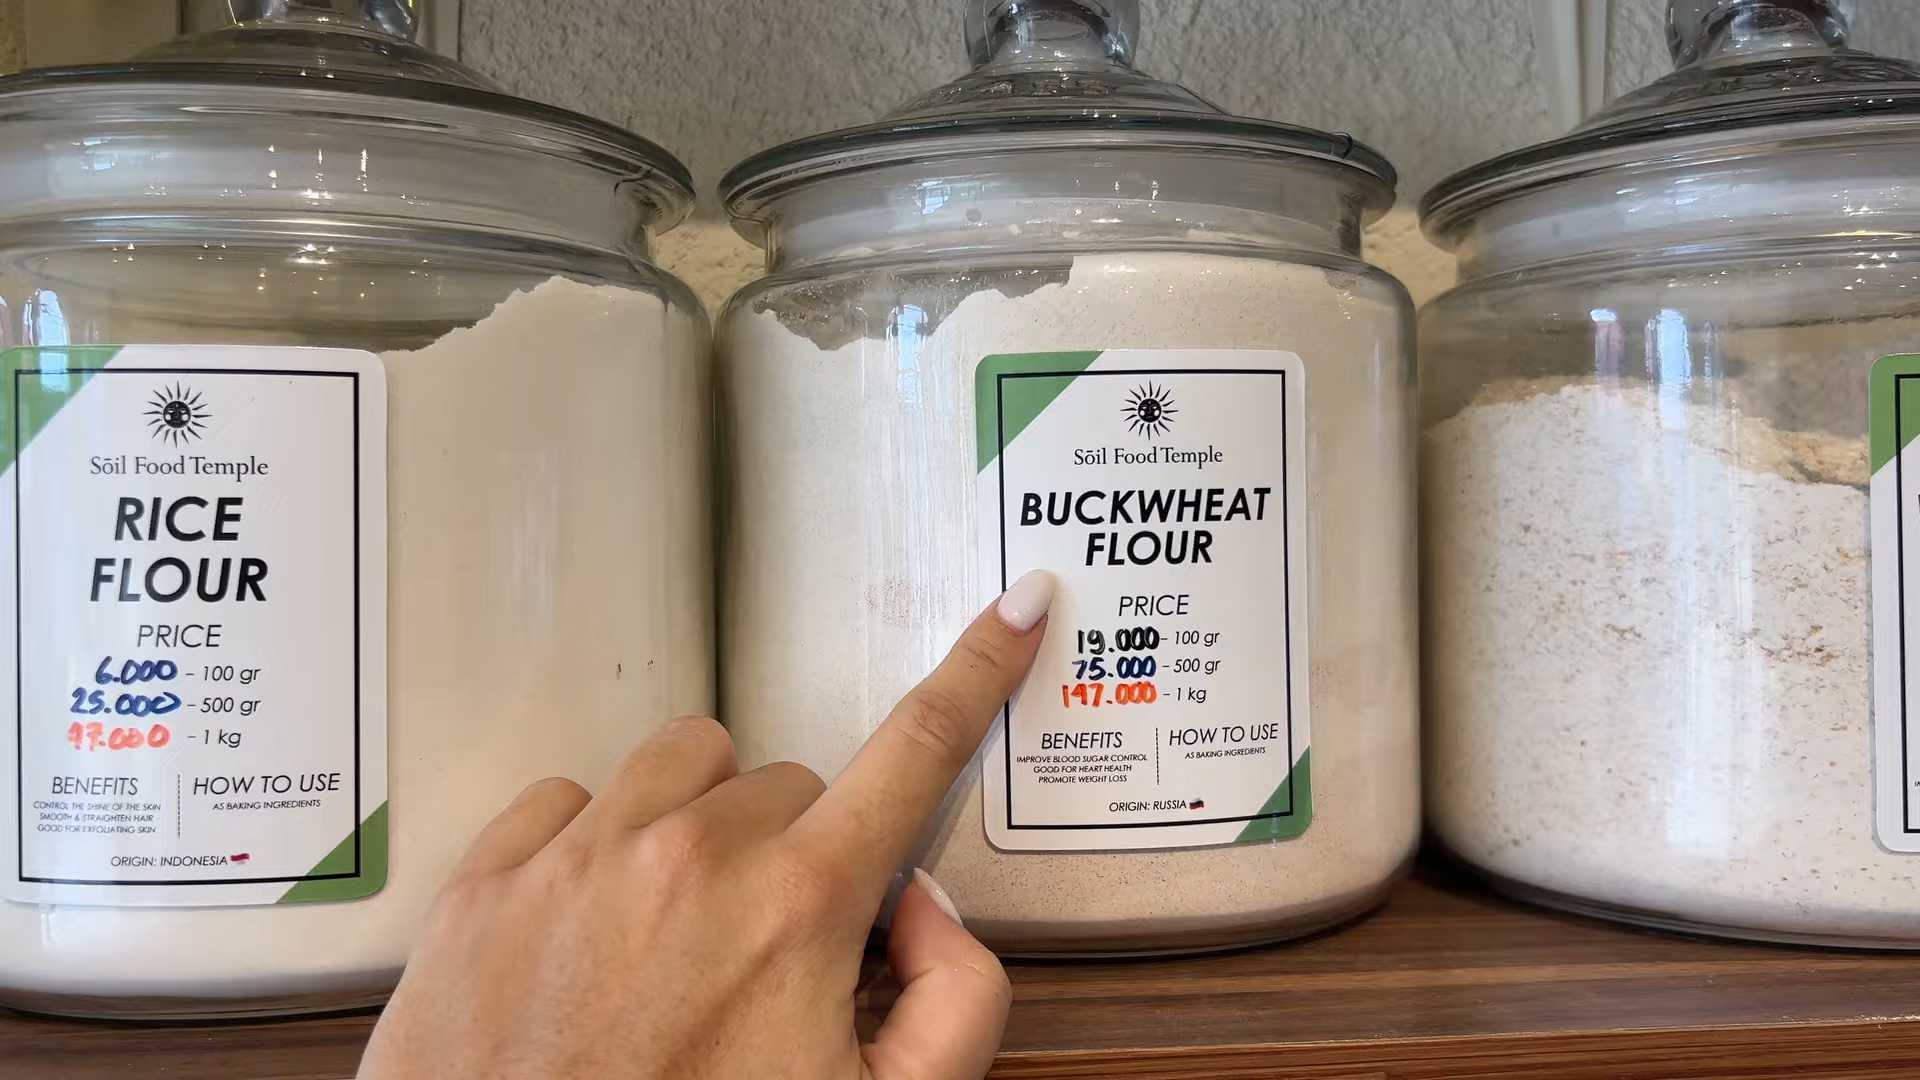 Sōil Food Temple
RICE
FLOUR
PRICE
6.000 - 100 gr
25.000 - 500 gr
47.000 - 1 kg
BENEFITS
CONTROL THE SHINE OF THE SKIN
SMOOTH & STRAIGHTEN HAIR
GOOD FOR EXFOLIATING SKIN
HOW TO USE
AS BAKING INGREDIENTS
ORIGIN: INDONESIA
Sōil Food Temple
BUCKWHEAT
FLOUR
PRICE
19.000 - 100 gr
75.000 - 500 gr
147.000 - 1 kg
BENEFITS
IMPROVE BLOOD SUGAR CONTROL
GOOD FOR HEART HEALTH
PROMOTE WEIGHT LOSS
HOW TO USE
AS BAKING INGREDIENTS
ORIGIN: RUSSIA